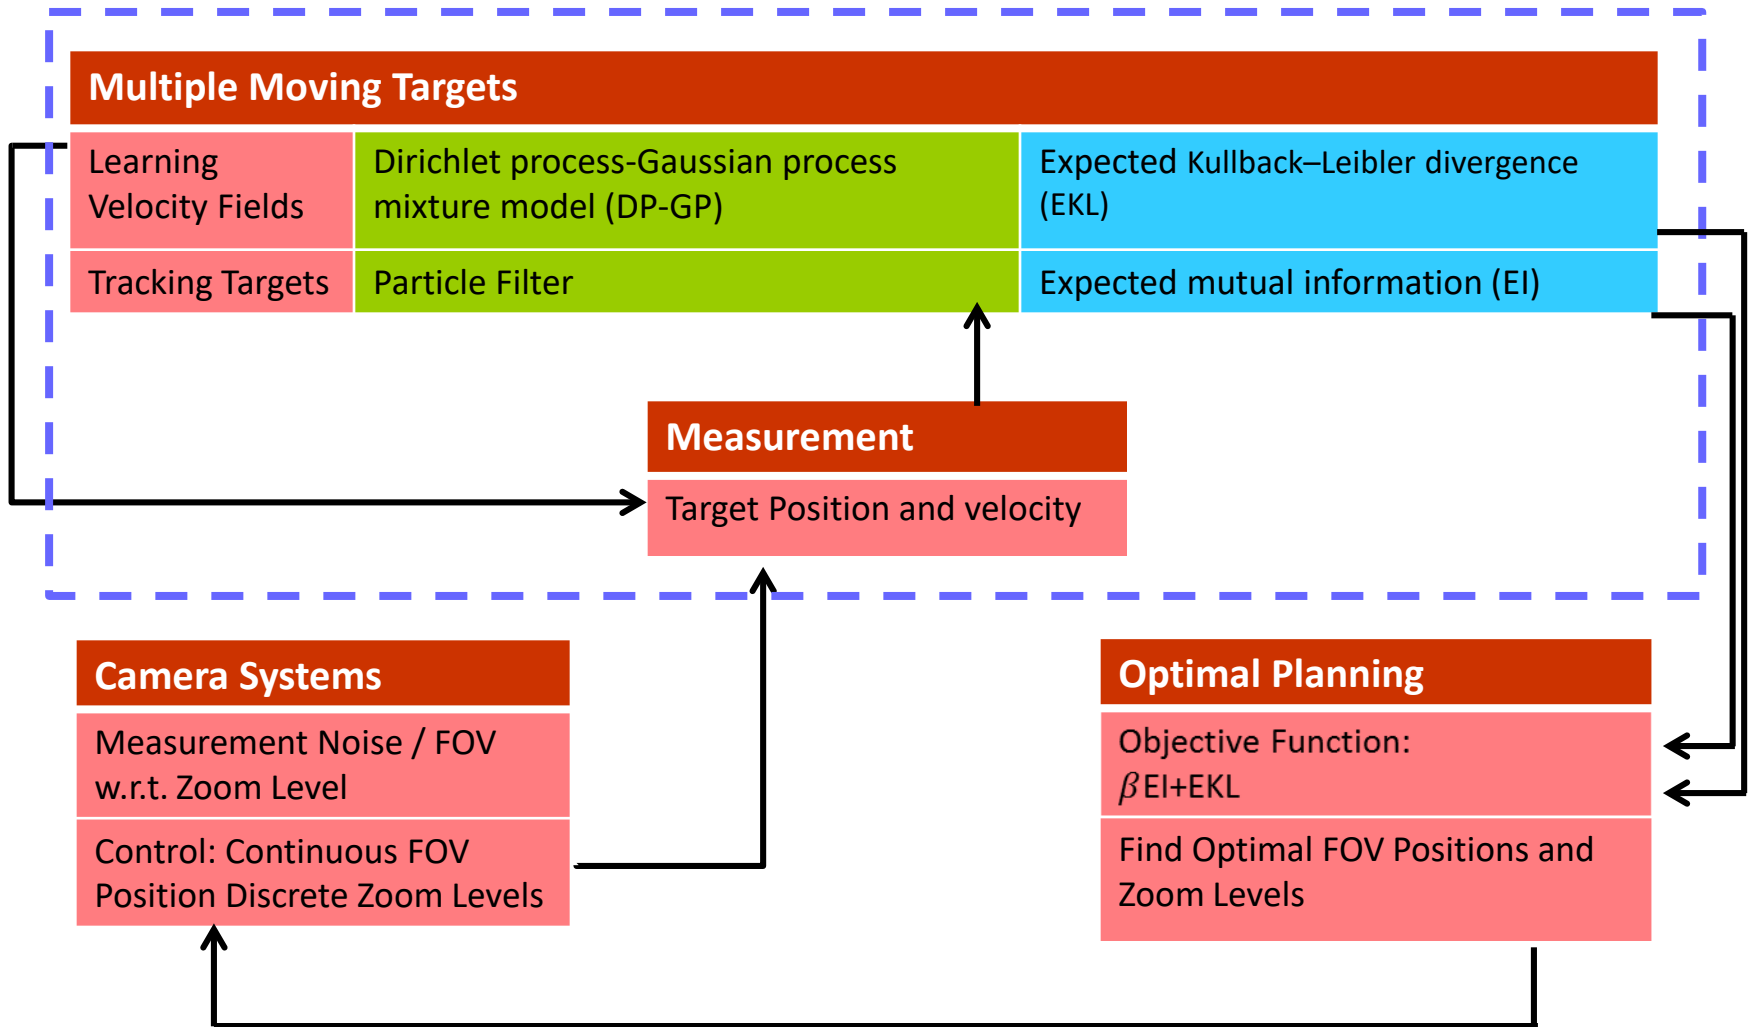 Multiple Moving Targets
Learning
Velocity Fields
Dirichlet process-Gaussian process
mixture model (DP-GP)
Expected Kullback–Leibler divergence
(EKL)
Tracking Targets
Particle Filter
Expected mutual information (EI)
Measurement
Target Position and velocity
Camera Systems
Measurement Noise / FOV
w.r.t. Zoom Level
Control: Continuous FOV
Position Discrete Zoom Levels
Optimal Planning
Objective Function:
βEI+EKL
Find Optimal FOV Positions and
Zoom Levels